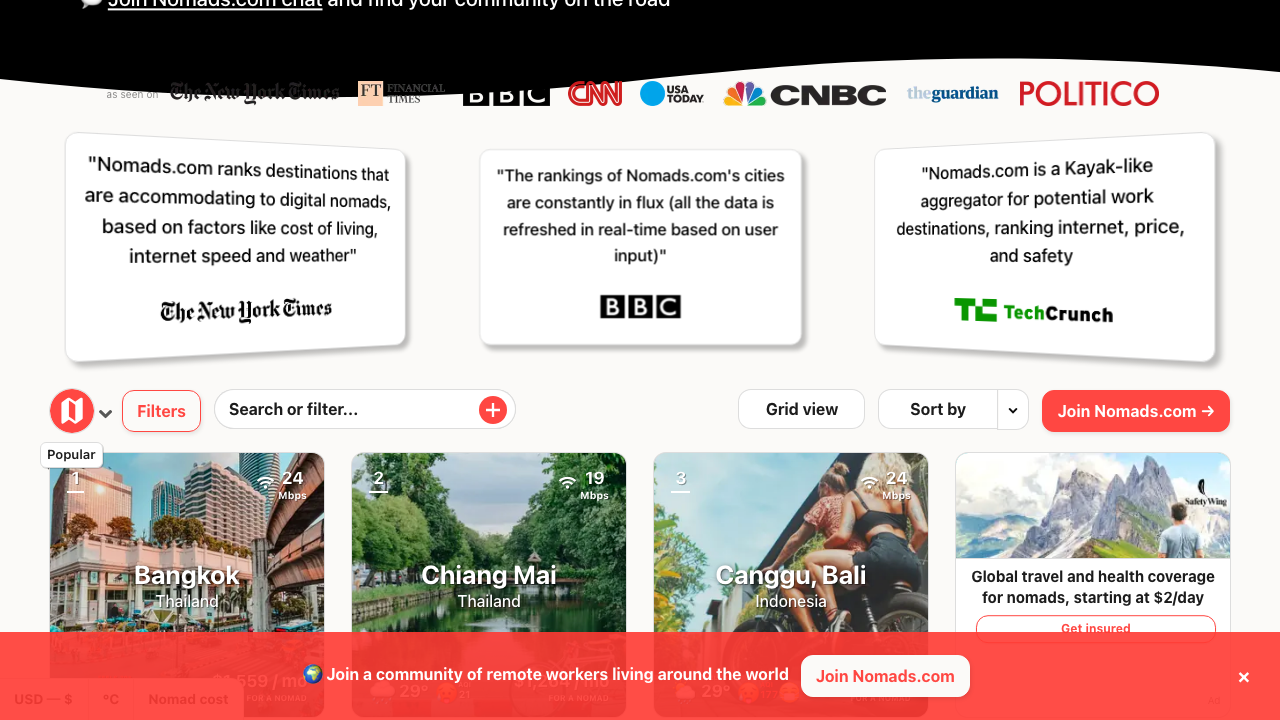 Join Nomads.com chat and find your community on the road
as seen on The New York Times FT FINANCIAL TIMES BBC CNN USA TODAY CNBC theguardian POLITICO
"Nomads.com ranks destinations that
are accommodating to digital nomads,
based on factors like cost of living,
internet speed and weather"
The New York Times
"The rankings of Nomads.com's cities
are constantly in flux (all the data is
refreshed in real-time based on user
input)"
BBC
"Nomads.com is a Kayak-like
aggregator for potential work
destinations, ranking internet, price,
and safety
TechCrunch
Filters
Search or filter...
Grid view
Sort by
Join Nomads.com →
Popular
1
24
Mbps
Bangkok
Thailand
2
19
Mbps
Chiang Mai
Thailand
29°
21
FOR A NOMAD
3
24
Mbps
Canggu, Bali
Indonesia
29°
FOR A NOMAD
SafetyWing
Global travel and health coverage
for nomads, starting at $2/day
Get insured
Ad
🌍 Join a community of remote workers living around the world
Join Nomads.com
×
USD — $
°C
Nomad cost